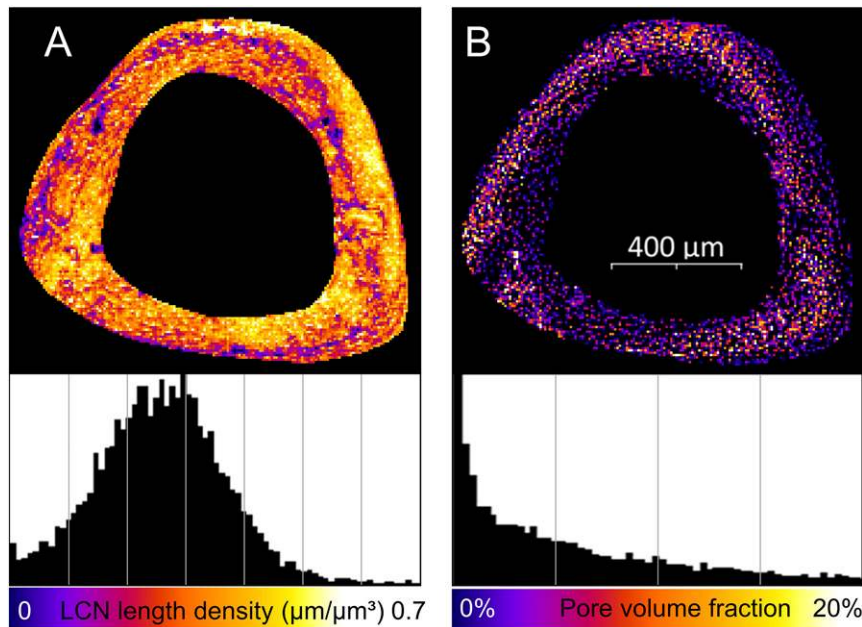 A
B
400 µm
0 LCN length density (µm/µm³) 0.7
0% Pore volume fraction 20%